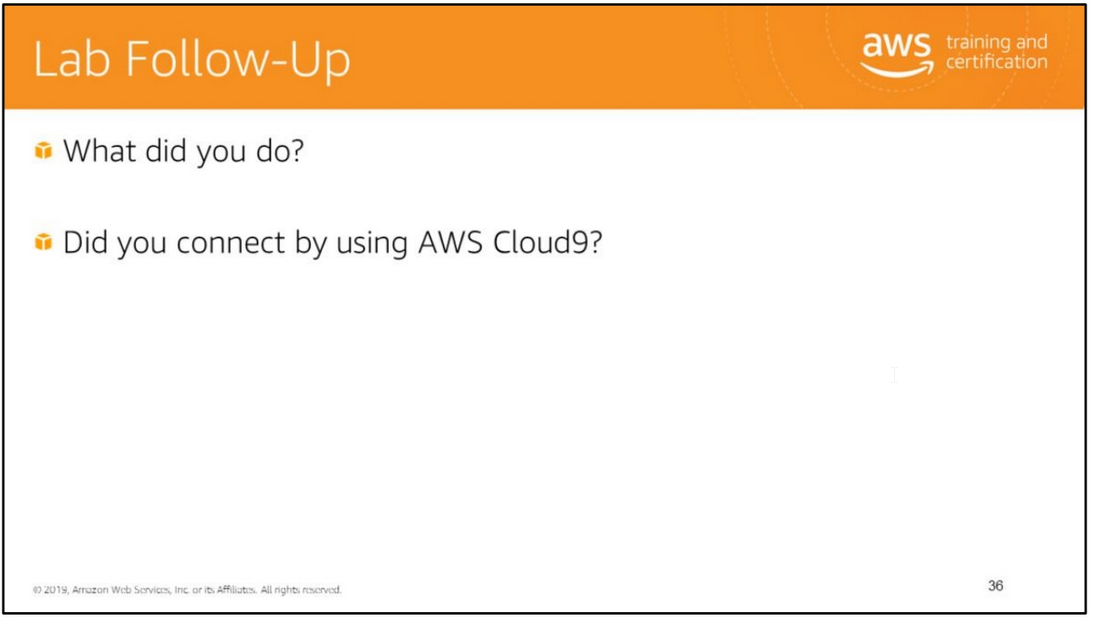 Lab Follow-Up
aws training and
certification
What did you do?
Did you connect by using AWS Cloud9?
© 2019, Amazon Web Services, Inc. or its Affiliates. All rights reserved.
36